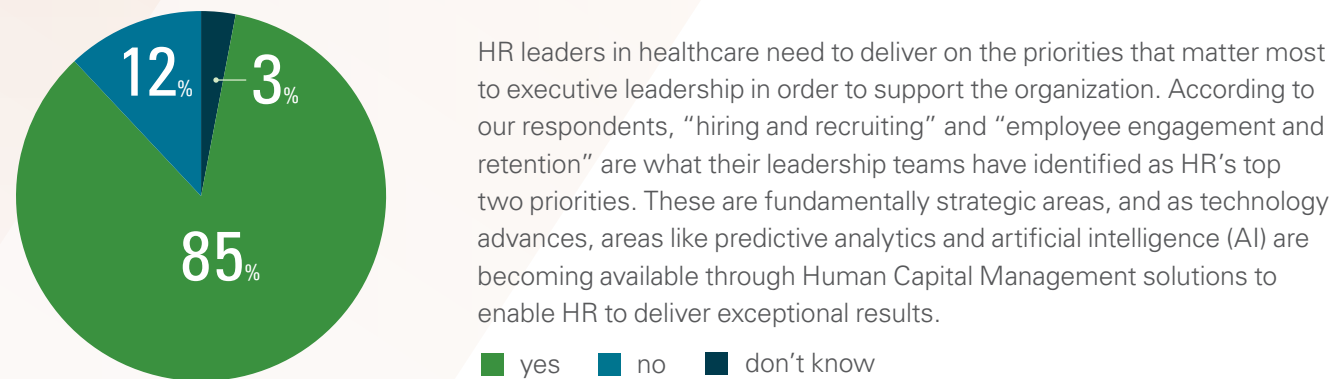 12%
3%
85%
HR leaders in healthcare need to deliver on the priorities that matter most
to executive leadership in order to support the organization. According to
our respondents, “hiring and recruiting” and “employee engagement and
retention” are what their leadership teams have identified as HR’s top
two priorities. These are fundamentally strategic areas, and as technology
advances, areas like predictive analytics and artificial intelligence (AI) are
becoming available through Human Capital Management solutions to
enable HR to deliver exceptional results.
yes no don’t know